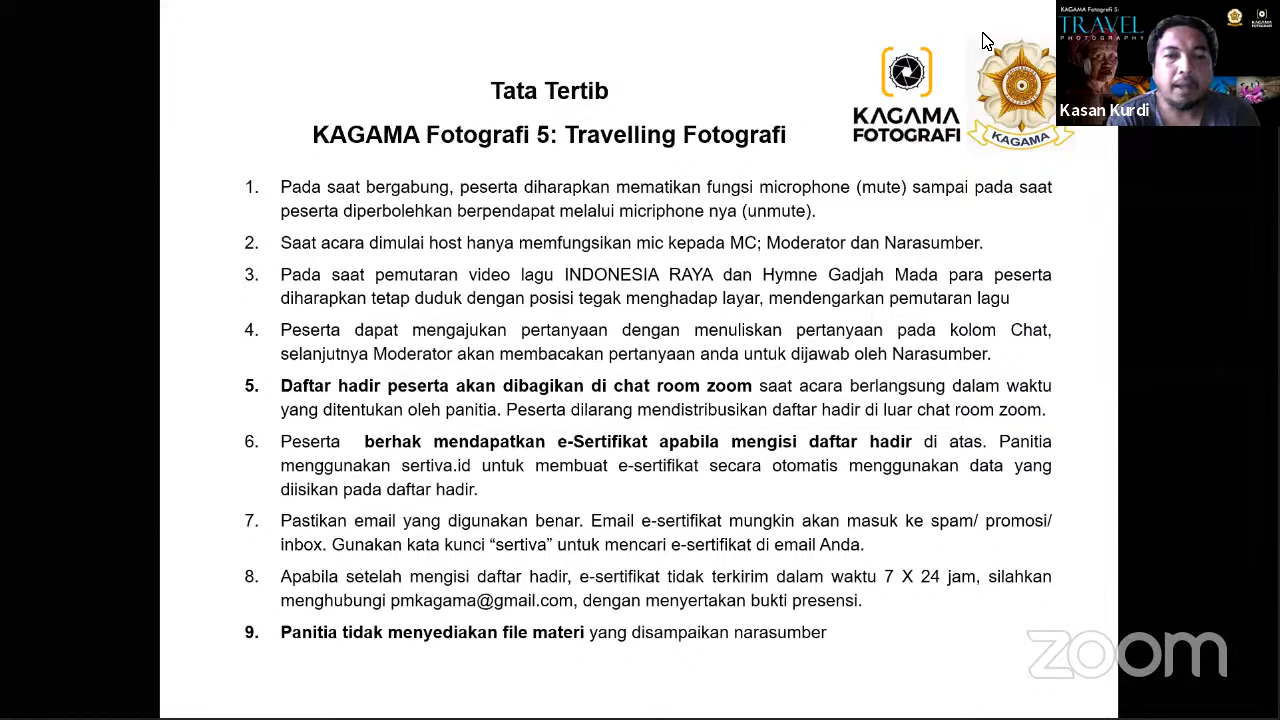 Tata Tertib
KAGAMA Fotografi 5: Travelling Fotografi
KAGAMA
FOTOGRAFI
KAGAMA
KAGAMA Fotografi 5:
TRAVEL
PHOTOGRAPHY
Kasan Kurdi
1. Pada saat bergabung, peserta diharapkan mematikan fungsi microphone (mute) sampai pada saat
peserta diperbolehkan berpendapat melalui micriphone nya (unmute).
2. Saat acara dimulai host hanya memfungsikan mic kepada MC; Moderator dan Narasumber.
3. Pada saat pemutaran video lagu INDONESIA RAYA dan Hymne Gadjah Mada para peserta
diharapkan tetap duduk dengan posisi tegak menghadap layar, mendengarkan pemutaran lagu
4. Peserta dapat mengajukan pertanyaan dengan menuliskan pertanyaan pada kolom Chat,
selanjutnya Moderator akan membacakan pertanyaan anda untuk dijawab oleh Narasumber.
5. Daftar hadir peserta akan dibagikan di chat room zoom saat acara berlangsung dalam waktu
yang ditentukan oleh panitia. Peserta dilarang mendistribusikan daftar hadir di luar chat room zoom.
6. Peserta berhak mendapatkan e-Sertifikat apabila mengisi daftar hadir di atas. Panitia
menggunakan sertiva.id untuk membuat e-sertifikat secara otomatis menggunakan data yang
diisikan pada daftar hadir.
7. Pastikan email yang digunakan benar. Email e-sertifikat mungkin akan masuk ke spam/ promosi/
inbox. Gunakan kata kunci “sertiva” untuk mencari e-sertifikat di email Anda.
8. Apabila setelah mengisi daftar hadir, e-sertifikat tidak terkirim dalam waktu 7 X 24 jam, silahkan
menghubungi pmkagama@gmail.com, dengan menyertakan bukti presensi.
9. Panitia tidak menyediakan file materi yang disampaikan narasumber
zoom